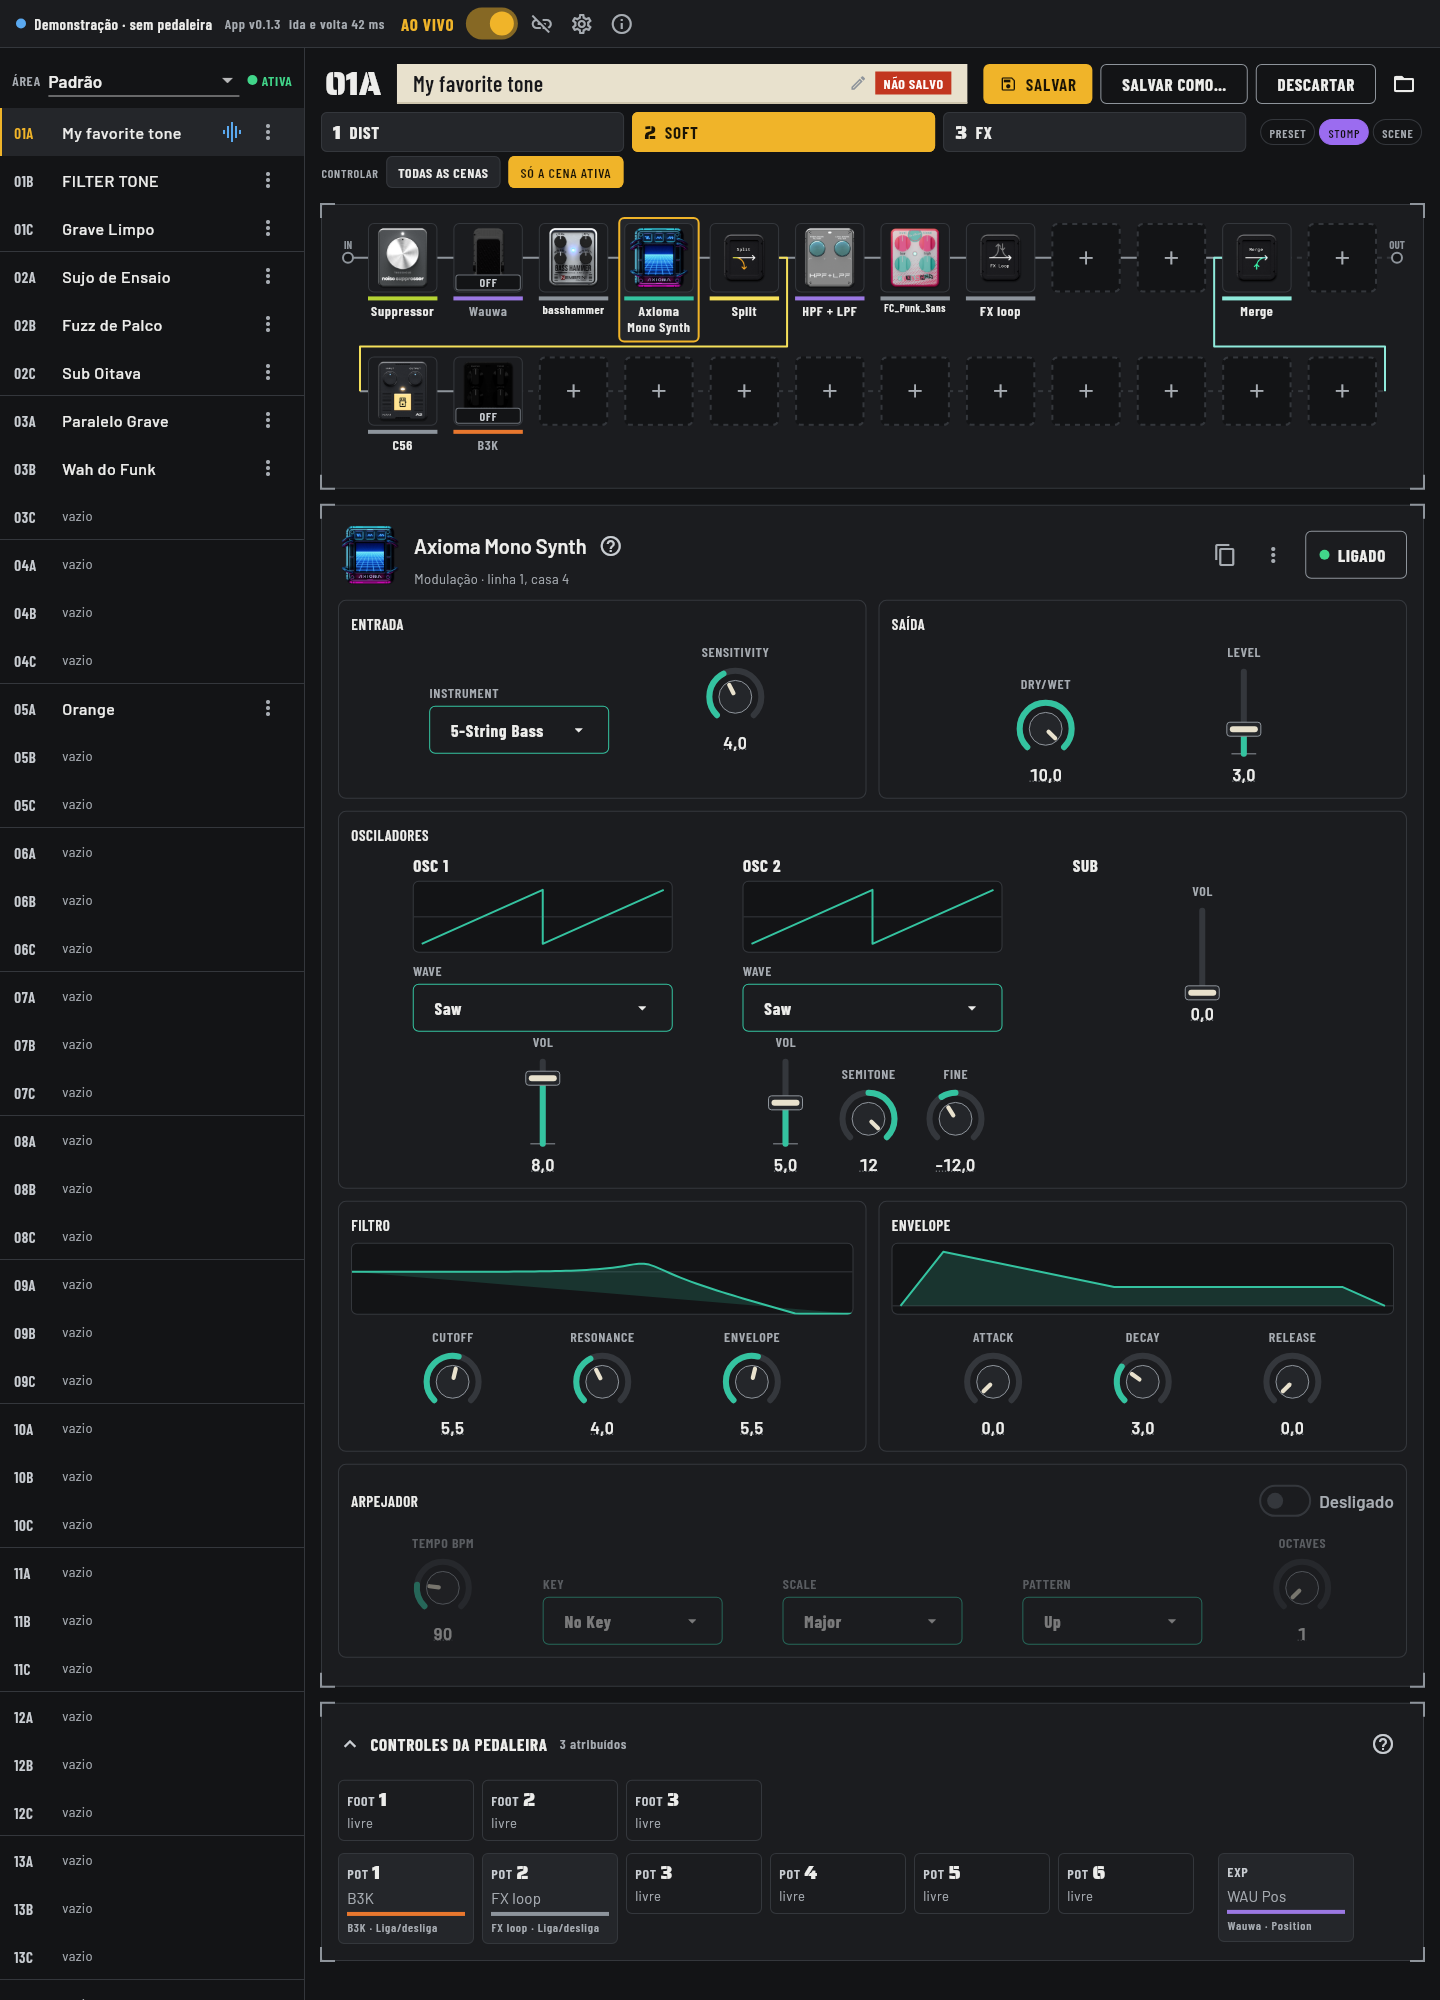 Demonstração · sem pedaleira App v0.1.3 Ida e volta 42 ms AO VIVO
ÁREA Padrão ATIVA
01A My favorite tone
01B FILTER TONE
01C Grave Limpo
02A Sujo de Ensaio
02B Fuzz de Palco
02C Sub Oitava
03A Paralelo Grave
03B Wah do Funk
03C vazio
04A vazio
04B vazio
04C vazio
05A Orange
05B vazio
05C vazio
06A vazio
06B vazio
06C vazio
07A vazio
07B vazio
07C vazio
08A vazio
08B vazio
08C vazio
09A vazio
09B vazio
09C vazio
10A vazio
10B vazio
10C vazio
11A vazio
11B vazio
11C vazio
12A vazio
12B vazio
12C vazio
13A vazio
13B vazio
13C vazio
01A My favorite tone NÃO SALVO SALVAR SALVAR COMO... DESCARTAR
1 DIST 2 SOFT 3 FX PRESET STOMP SCENE
CONTROLAR TODAS AS CENAS SÓ A CENA ATIVA
IN OUT
Split FX Loop Merge
OFF HPF+LPF
Suppressor Wauwa basshammer Axioma Mono Synth Split HPF + LPF FC_Punk_Sans FX loop Merge
OFF
C56 B3K
Axioma Mono Synth
Modulação · linha 1, casa 4
LIGADO
ENTRADA
SENSITIVITY
INSTRUMENT
5-String Bass
4,0
SAÍDA
LEVEL
DRY/WET
10,0 3,0
OSCILADORES
OSC 1 OSC 2 SUB
VOL
WAVE WAVE
Saw Saw
0,0
VOL VOL
SEMITONE FINE
8,0 5,0 12 -12,0
FILTRO
CUTOFF RESONANCE ENVELOPE
5,5 4,0 5,5
ENVELOPE
ATTACK DECAY RELEASE
0,0 3,0 0,0
ARPEJADOR Desligado
TEMPO BPM OCTAVES
KEY SCALE PATTERN
No Key Major Up
90 1
CONTROLES DA PEDALEIRA 3 atribuídos
FOOT 1 FOOT 2 FOOT 3
livre livre livre
POT 1 POT 2 POT 3 POT 4 POT 5 POT 6 EXP
B3K FX loop livre livre livre livre WAU Pos
B3K · Liga/desliga FX loop · Liga/desliga Wauwa · Position